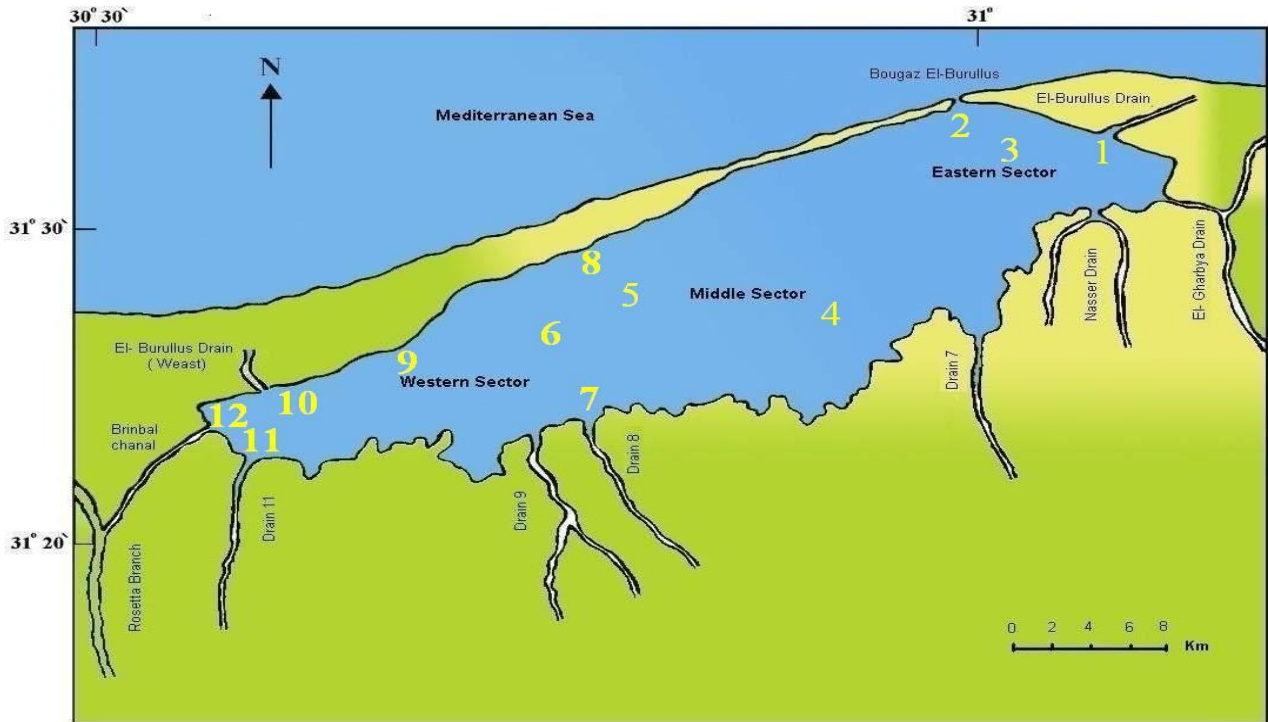 30° 30`
31°
N
Bougaz El-Burullus
El-Burullus Drain
Mediterranean Sea
2
3
1
Eastern Sector
31° 30`
8
5
Middle Sector
4
6
El- Burullus Drain
( Weast)
9
Western Sector
7
10
12
11
Brinbal
chanal
Nasser Drain
El- Gharbya Drain
Drain 7
Drain 8
Drain 9
Drain 11
31° 20`
Rosetta Branch
0 2 4 6 8
Km